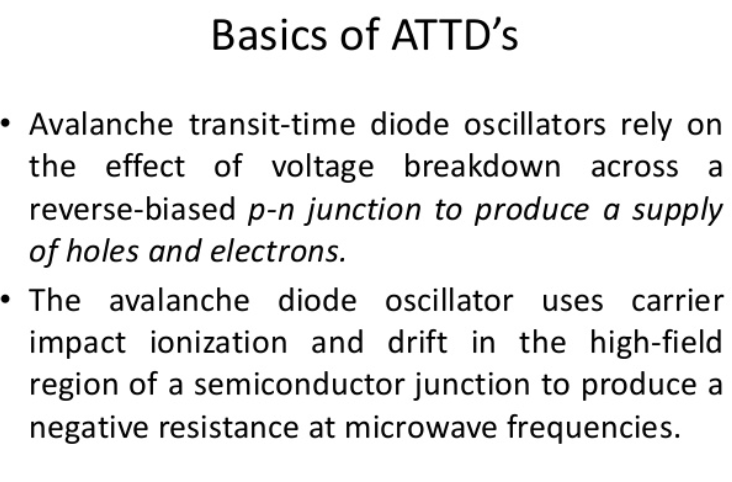 Basics of ATTD’s
• Avalanche transit-time diode oscillators rely on
the effect of voltage breakdown across a
reverse-biased p-n junction to produce a supply
of holes and electrons.
• The avalanche diode oscillator uses carrier
impact ionization and drift in the high-field
region of a semiconductor junction to produce a
negative resistance at microwave frequencies.